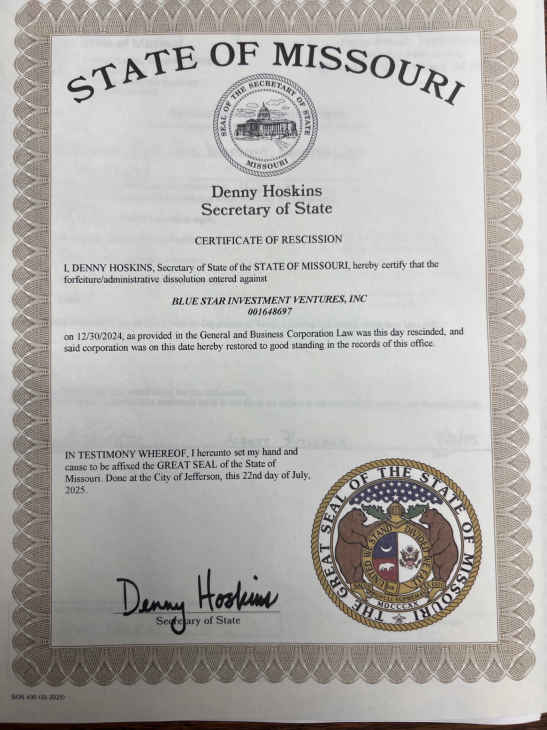 STATE OF MISSOURI
SEAL OF THE SECRETARY OF STATE
MISSOURI
Denny Hoskins
Secretary of State
CERTIFICATE OF RESCISSION
I, DENNY HOSKINS, Secretary of State of the STATE OF MISSOURI, hereby certify that the
forfeiture/administrative dissolution entered against
BLUE STAR INVESTMENT VENTURES, INC
001648697
on 12/30/2024, as provided in the General and Business Corporation Law was this day rescinded, and
said corporation was on this date hereby restored to good standing in the records of this office.
IN TESTIMONY WHEREOF, I hereunto set my hand and
cause to be affixed the GREAT SEAL of the State of
Missouri. Done at the City of Jefferson, this 22nd day of July,
2025.
THE GREAT SEAL OF THE STATE OF MISSOURI
UNITED WE STAND DIVIDED WE FALL
MDCCCXX
Denny Hoskins
Secretary of State